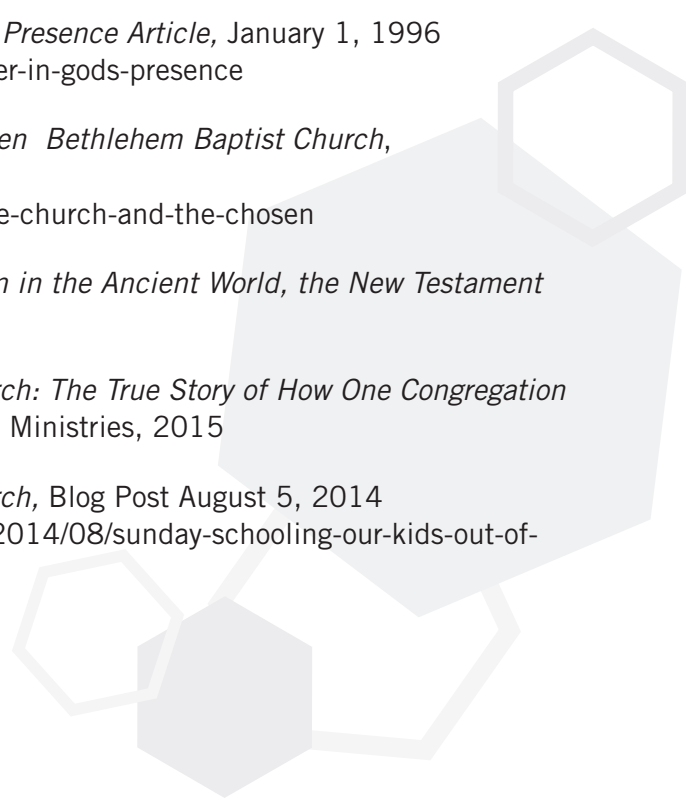 Presence Article, January 1, 1996
er-in-gods-presence
en Bethlehem Baptist Church,
e-church-and-the-chosen
n in the Ancient World, the New Testament
rch: The True Story of How One Congregation
Ministries, 2015
rch, Blog Post August 5, 2014
2014/08/sunday-schooling-our-kids-out-of-